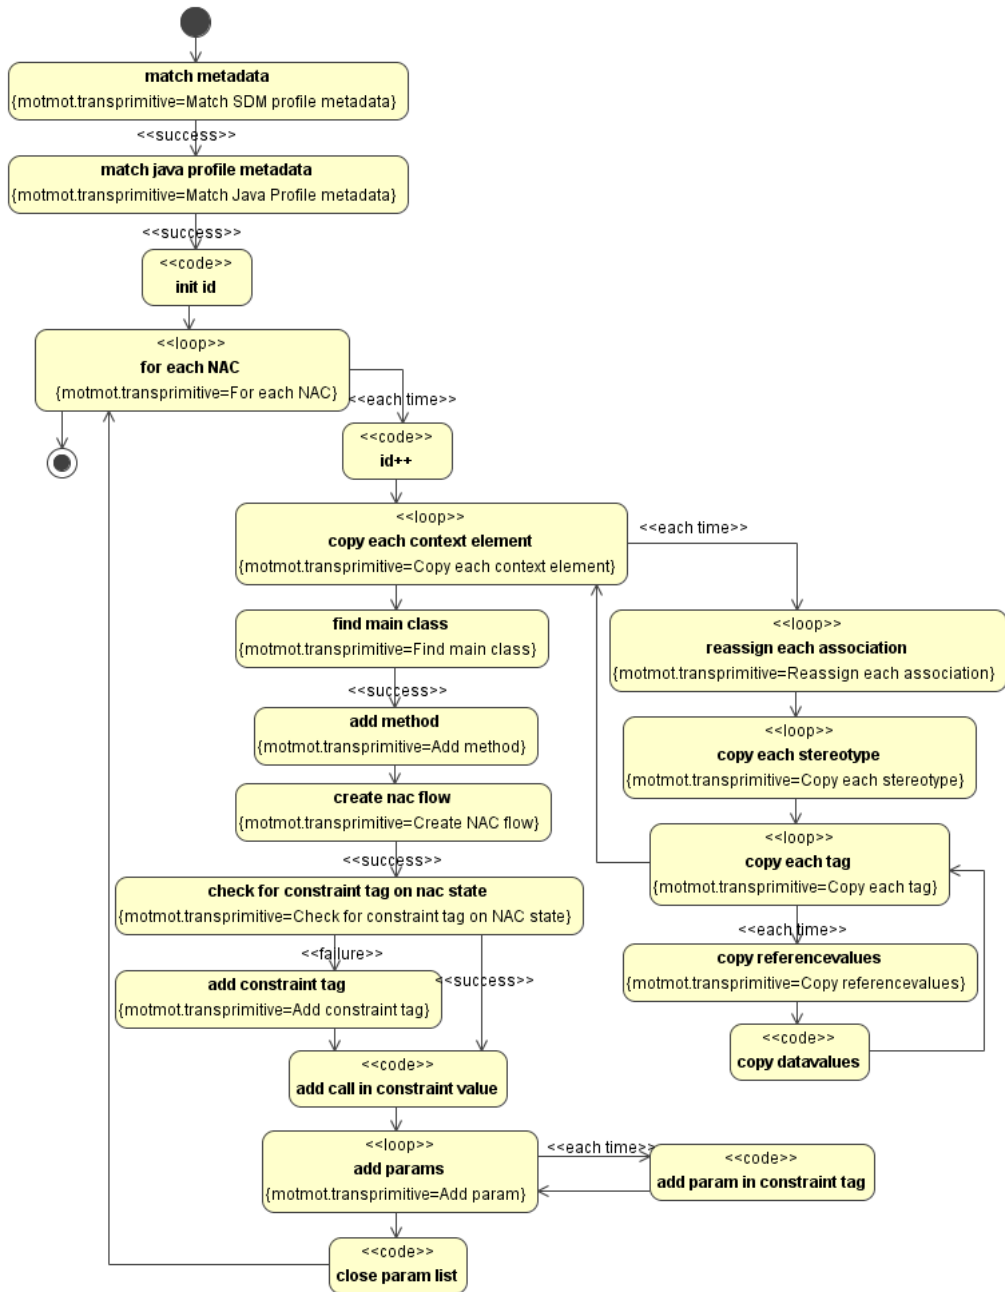 match metadata
{motmot.transprimitive=Match SDM profile metadata}
<<success>>
match java profile metadata
{motmot.transprimitive=Match Java Profile metadata}
<<success>>
<<code>>
init id
<<loop>>
for each NAC
{motmot.transprimitive=For each NAC}
<<each time>>
<<code>>
id++
<<loop>>
copy each context element
{motmot.transprimitive=Copy each context element}
<<each time>>
find main class
{motmot.transprimitive=Find main class}
<<success>>
add method
{motmot.transprimitive=Add method}
create nac flow
{motmot.transprimitive=Create NAC flow}
<<success>>
check for constraint tag on nac state
{motmot.transprimitive=Check for constraint tag on NAC state}
<<failure>>
<<success>>
add constraint tag
{motmot.transprimitive=Add constraint tag}
<<code>>
add call in constraint value
<<loop>>
add params
{motmot.transprimitive=Add param}
<<each time>>
<<code>>
add param in constraint tag
<<code>>
close param list
<<loop>>
reassign each association
{motmot.transprimitive=Reassign each association}
<<loop>>
copy each stereotype
{motmot.transprimitive=Copy each stereotype}
<<loop>>
copy each tag
{motmot.transprimitive=Copy each tag}
<<each time>>
copy referencevalues
{motmot.transprimitive=Copy referencevalues}
<<code>>
copy datavalues